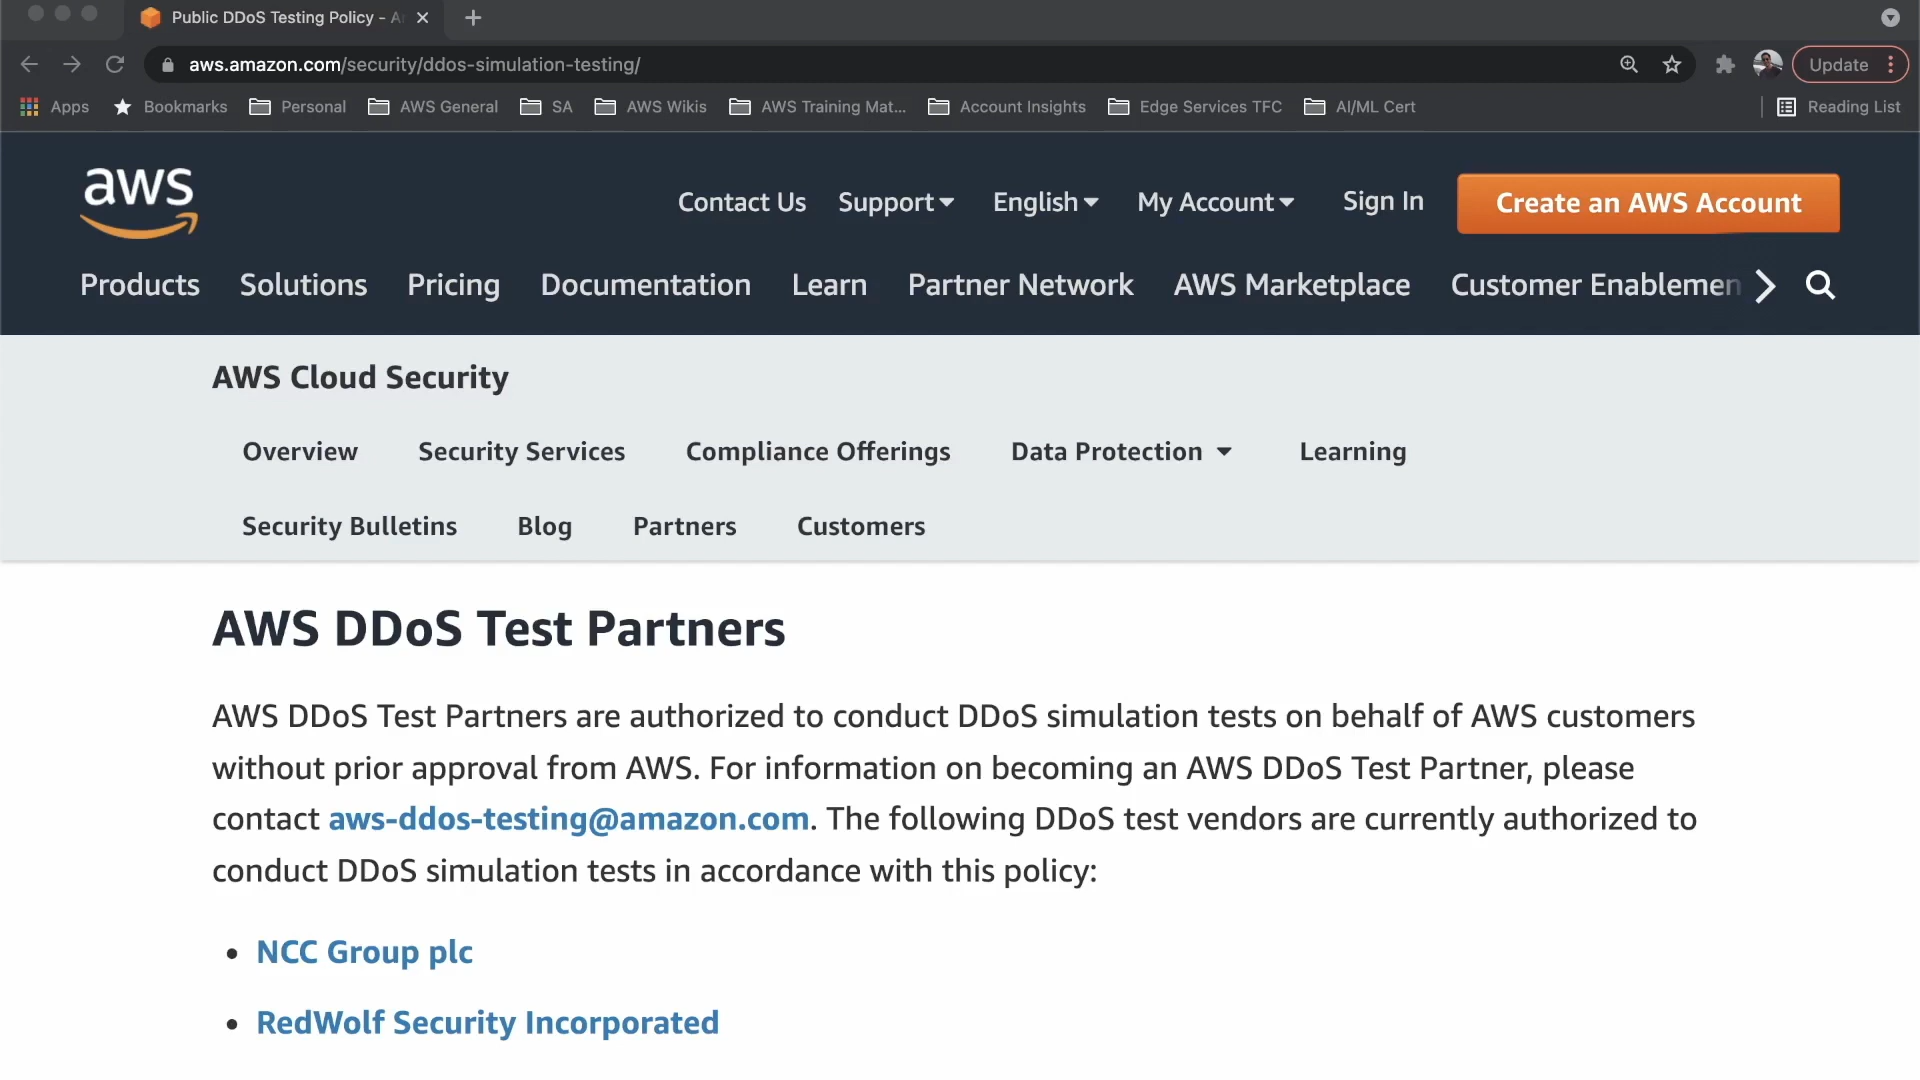 Public DDoS Testing Policy - A
aws.amazon.com/security/ddos-simulation-testing/
Update
Apps Bookmarks Personal AWS General SA AWS Wikis AWS Training Mat... Account Insights Edge Services TFC AI/ML Cert Reading List
aws
Contact Us Support English My Account Sign In Create an AWS Account
Products Solutions Pricing Documentation Learn Partner Network AWS Marketplace Customer Enablemen
AWS Cloud Security
Overview Security Services Compliance Offerings Data Protection Learning
Security Bulletins Blog Partners Customers
AWS DDoS Test Partners
AWS DDoS Test Partners are authorized to conduct DDoS simulation tests on behalf of AWS customers
without prior approval from AWS. For information on becoming an AWS DDoS Test Partner, please
contact aws-ddos-testing@amazon.com. The following DDoS test vendors are currently authorized to
conduct DDoS simulation tests in accordance with this policy:
• NCC Group plc
• RedWolf Security Incorporated